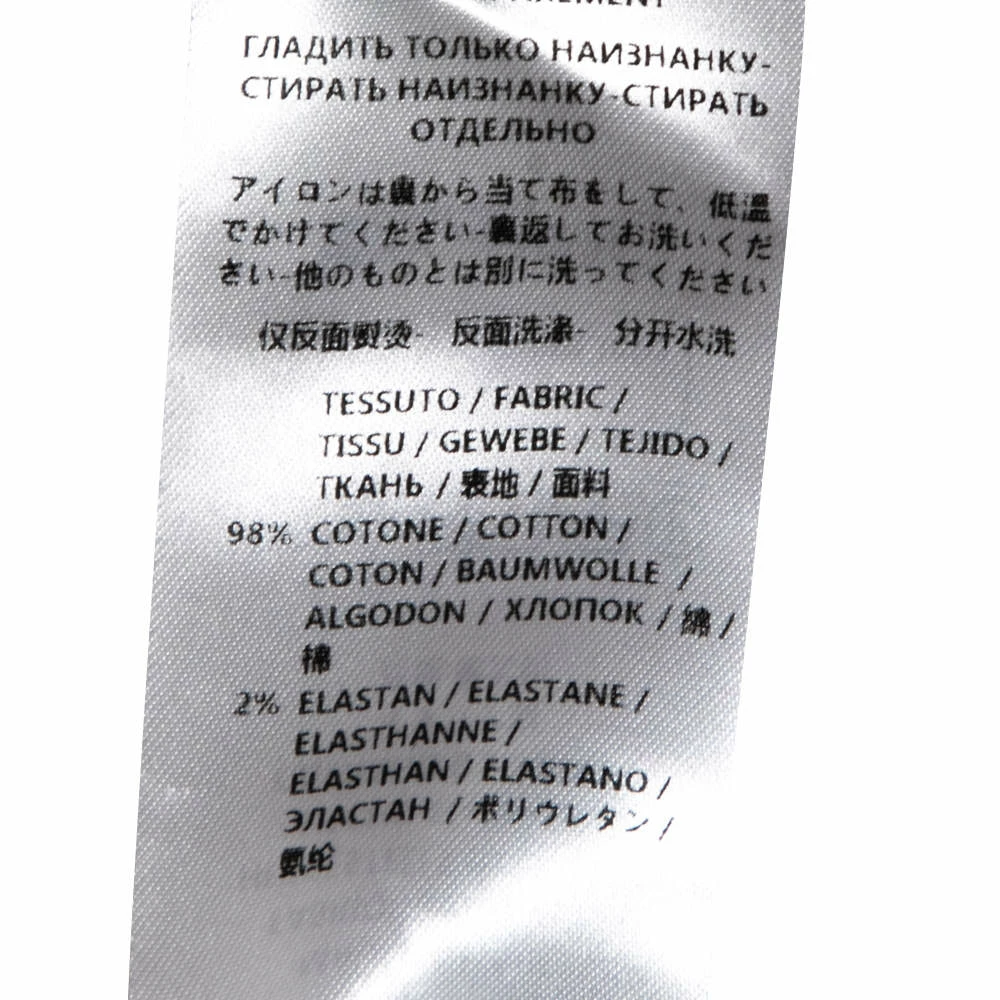 ГЛАДИТЬ ТОЛЬКО НАИЗНАНКУ-
СТИРАТЬ НАИЗНАНКУ-СТИРАТЬ
ОТДЕЛЬНО
アイロンは裏から当て布をして、低温
でかけてください-裏返してお洗いくだ
さい-他のものとは別に洗ってください
仅反面熨烫- 反面洗涤- 分开水洗
TESSUTO / FABRIC /
TISSU / GEWEBE / TEJIDO /
ТКАНЬ / 表地 / 面料
98% COTONE / COTTON /
COTON / BAUMWOLLE /
ALGODON / ХЛОПОК / 綿 /
棉
2% ELASTAN / ELASTANE /
ELASTHANNE /
ELASTHAN / ELASTANO /
ЭЛАСТАН / ポリウレタン /
氨纶